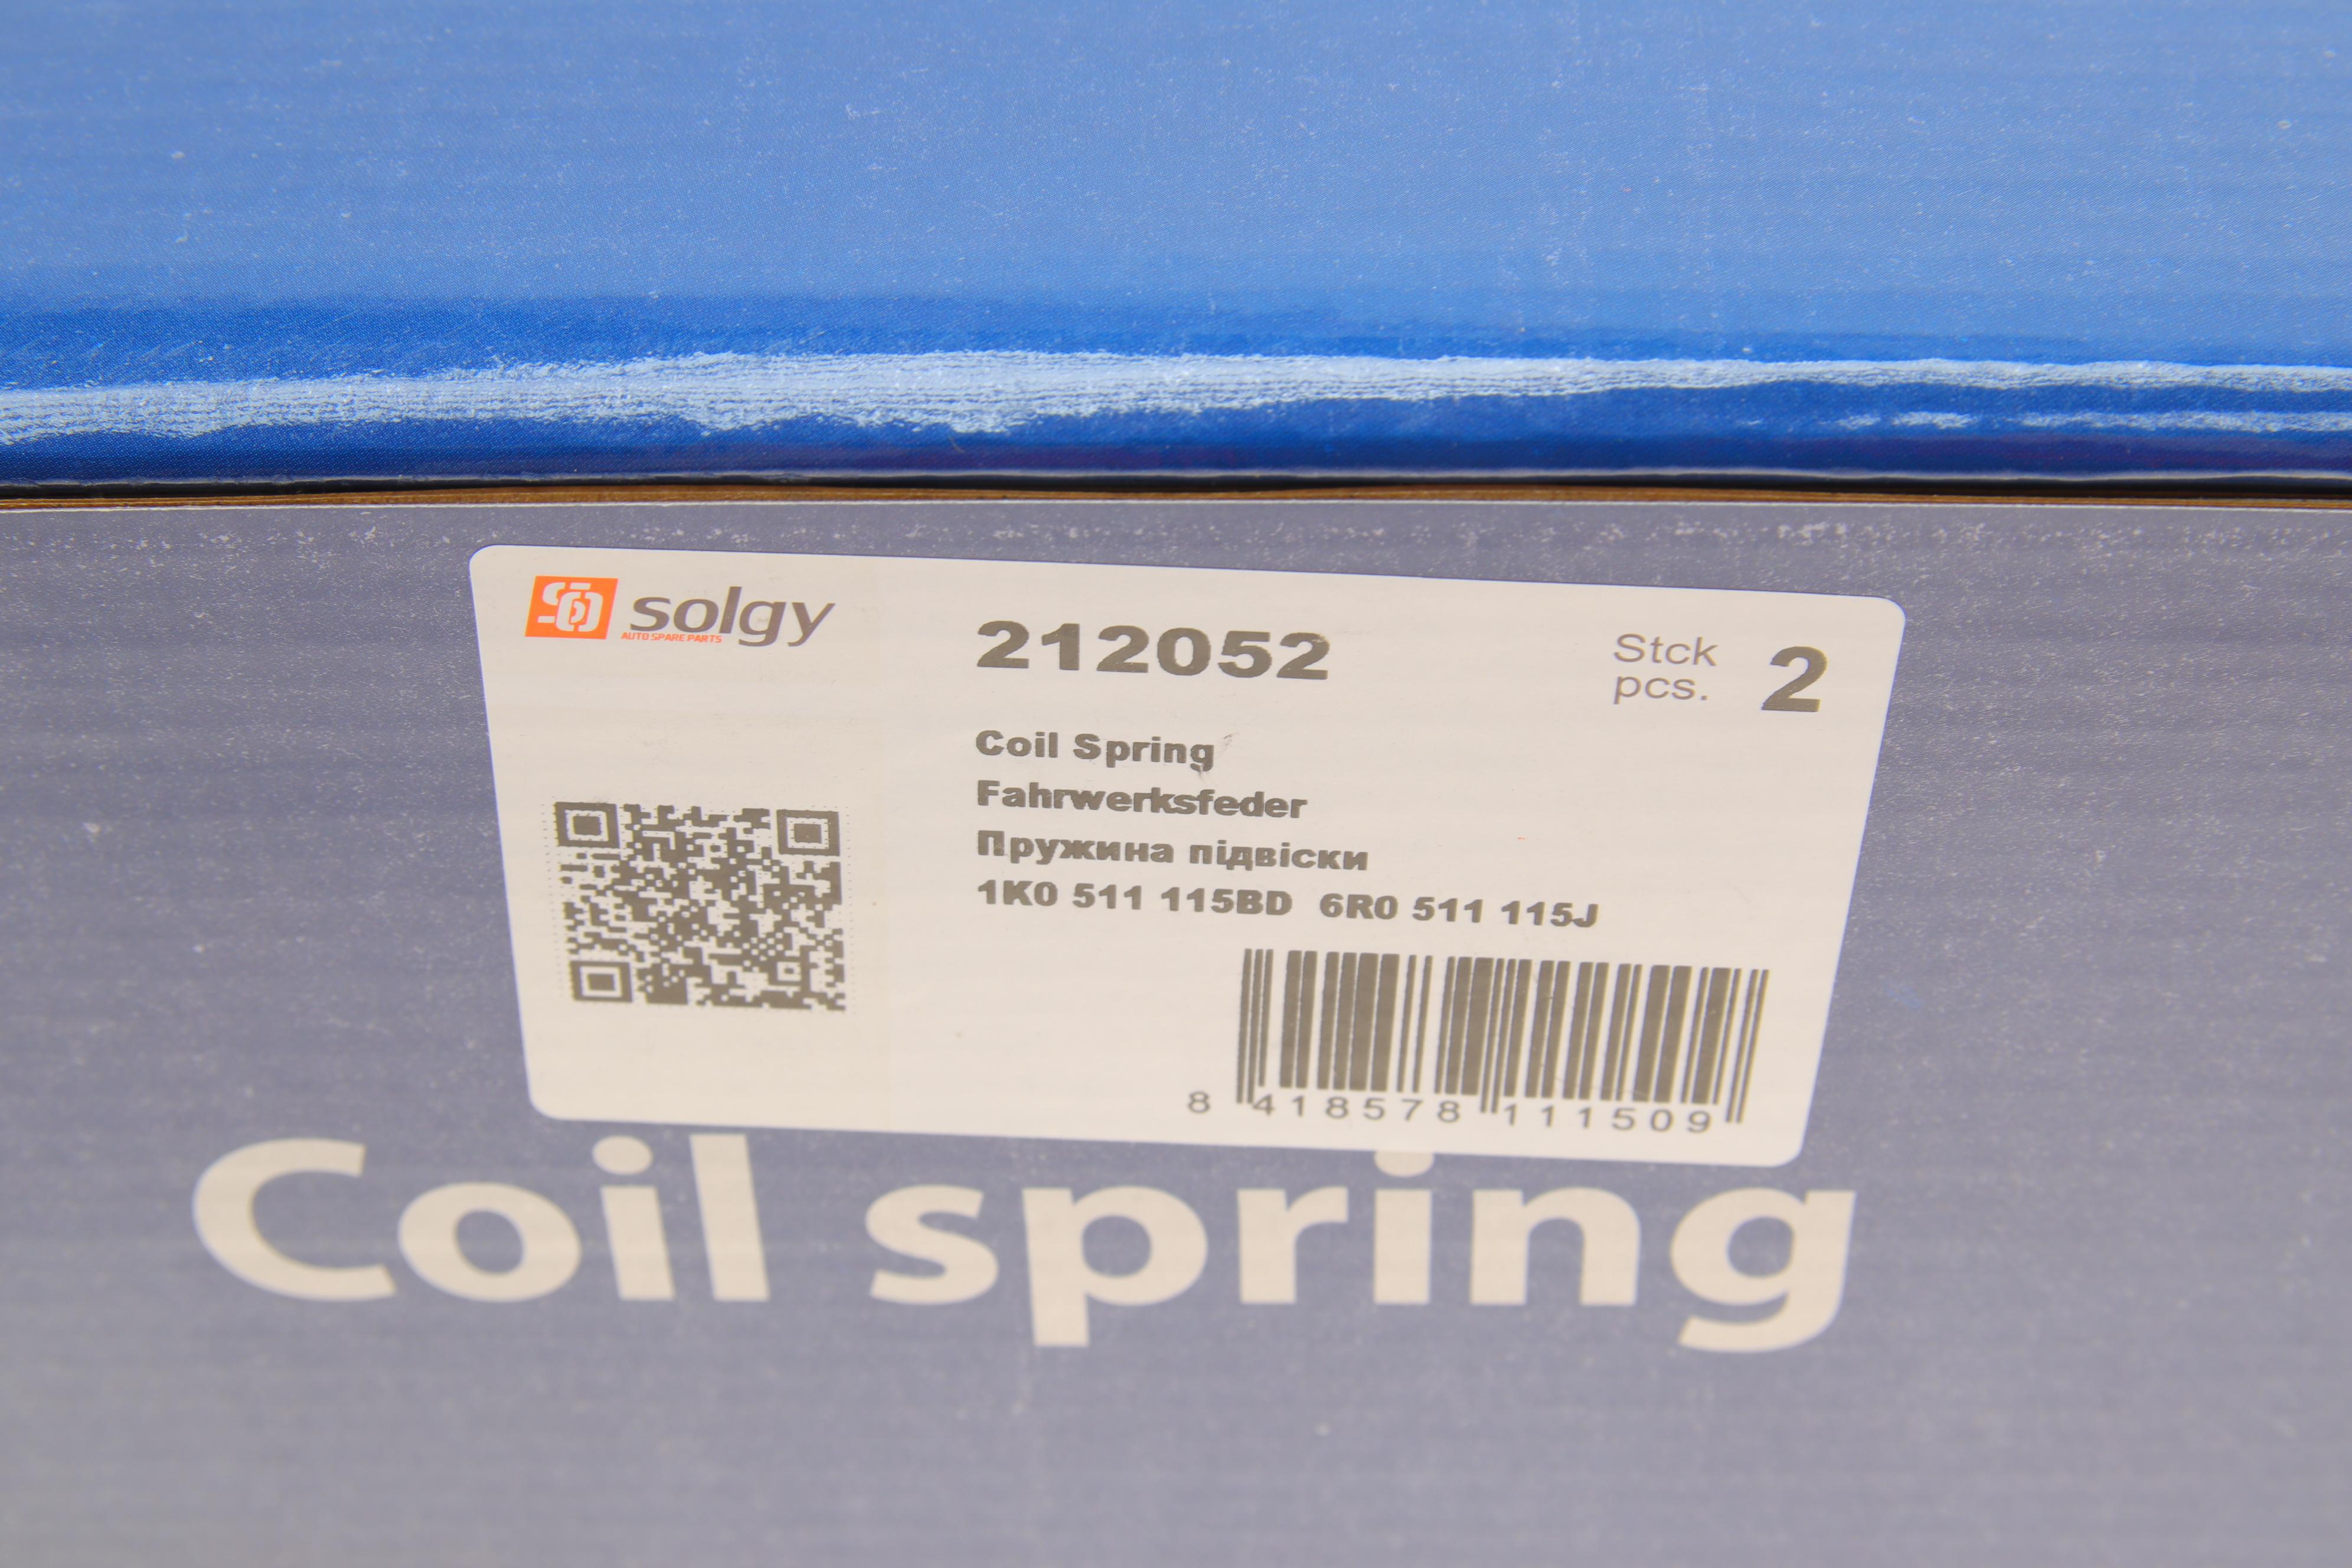 solgy
AUTO SPARE PARTS
212052
Stck
pcs. 2
Coil Spring
Fahrwerksfeder
Пружина підвіски
1K0 511 115BD 6R0 511 115J
8 418578 111509
Coil spring